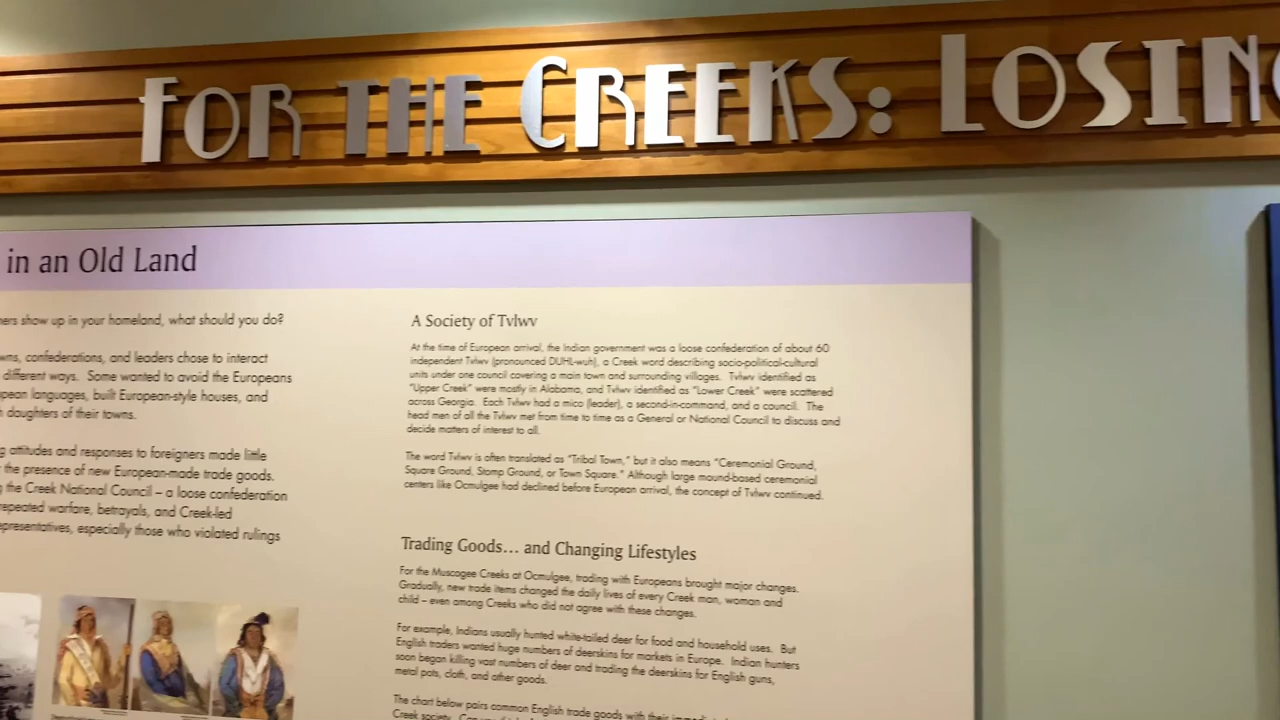 FOR THE CREEKS: LOSIN
in an Old Land
ners show up in your homeland, what should you do?
wns, confederations, and leaders chose to interact
different ways. Some wanted to avoid the Europeans
pean languages, built European-style houses, and
daughters of their towns.
g attitudes and responses to foreigners made little
the presence of new European-made trade goods.
the Creek National Council – a loose confederation
repeated warfare, betrayals, and Creek-led
epresentatives, especially those who violated rulings
A Society of Tvlwv
At the time of European arrival, the Indian government was a loose confederation of about 60
independent Tvlwv (pronounced DUHL-wuh), a Creek word describing socio-political-cultural
units under one council covering a main town and surrounding villages. Tvlwv identified as
“Upper Creek” were mostly in Alabama, and Tvlwv identified as “Lower Creek” were scattered
across Georgia. Each Tvlwv had a mico (leader), a second-in-command, and a council. The
head men of all the Tvlwv met from time to time as a General or National Council to discuss and
decide matters of interest to all.
The word Tvlwv is often translated as “Tribal Town,” but it also means “Ceremonial Ground,
Square Ground, Stomp Ground, or Town Square.” Although large mound-based ceremonial
centers like Ocmulgee had declined before European arrival, the concept of Tvlwv continued.
Trading Goods... and Changing Lifestyles
For the Muscogee Creeks at Ocmulgee, trading with Europeans brought major changes.
Gradually, new trade items changed the daily lives of every Creek man, woman and
child – even among Creeks who did not agree with these changes.
For example, Indians usually hunted white-tailed deer for food and household uses. But
English traders wanted huge numbers of deerskins for markets in Europe. Indian hunters
soon began killing vast numbers of deer and trading the deerskins for English guns,
metal pots, cloth, and other goods.
The chart below pairs common English trade goods with their
Creek society.